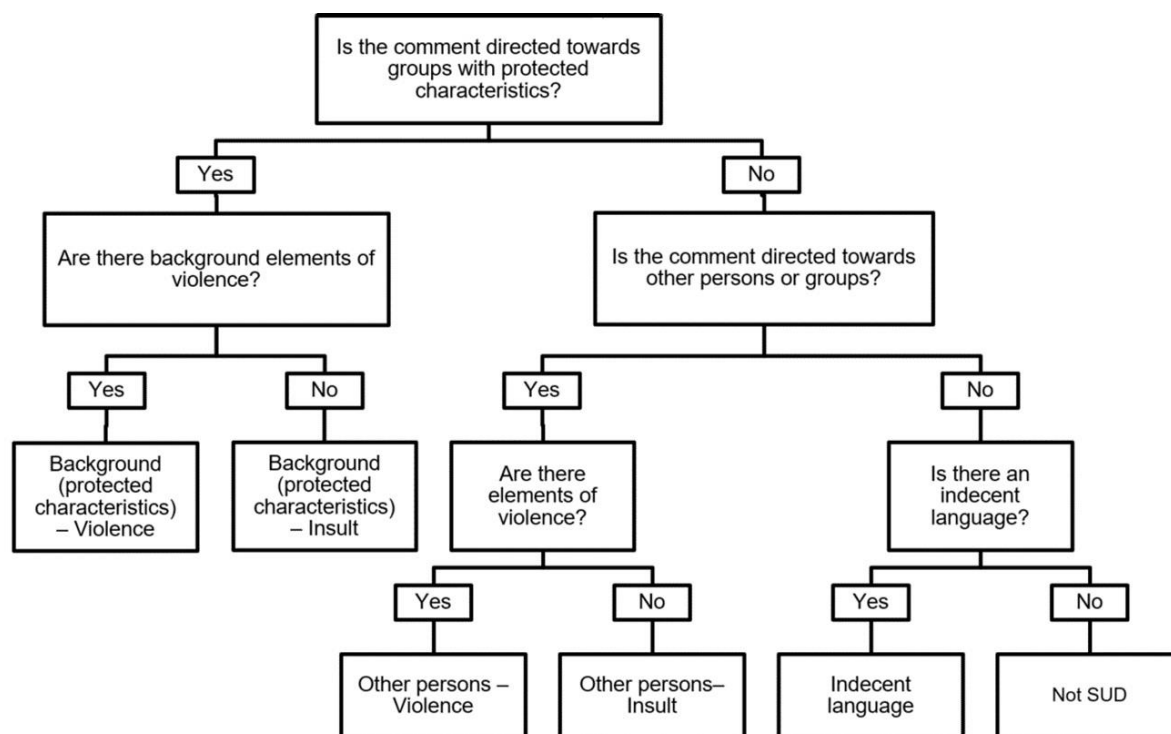 Is the comment directed towards
groups with protected
characteristics?
Yes
No
Are there background elements of
violence?
Is the comment directed towards
other persons or groups?
Yes
No
Yes
No
Background
(protected
characteristics)
– Violence
Background
(protected
characteristics)
– Insult
Are there
elements of
violence?
Is there an
indecent
language?
Yes
No
Yes
No
Other persons –
Violence
Other persons–
Insult
Indecent
language
Not SUD